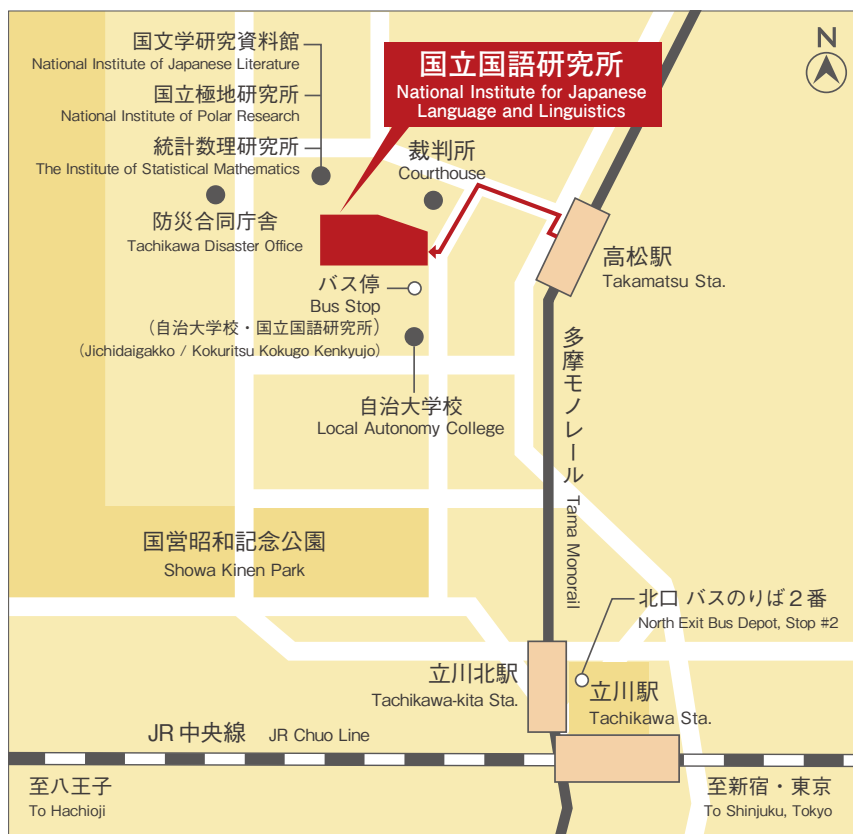 国文学研究資料館
National Institute of Japanese Literature
国立極地研究所
National Institute of Polar Research
統計数理研究所
The Institute of Statistical Mathematics
防災合同庁舎
Tachikawa Disaster Office
国立国語研究所
National Institute for Japanese
Language and Linguistics
N
裁判所
Courthouse
高松駅
Takamatsu Sta.
バス停
Bus Stop
（自治大学校・国立国語研究所）
(Jichidaigakko / Kokuritsu Kokugo Kenkyujo)
自治大学校
Local Autonomy College
多摩モノレール Tama Monorail
国営昭和記念公園
Showa Kinen Park
北口 バスのりば2番
North Exit Bus Depot, Stop #2
立川北駅
Tachikawa-kita Sta.
立川駅
Tachikawa Sta.
JR中央線 JR Chuo Line
至八王子
To Hachioji
至新宿・東京
To Shinjuku, Tokyo